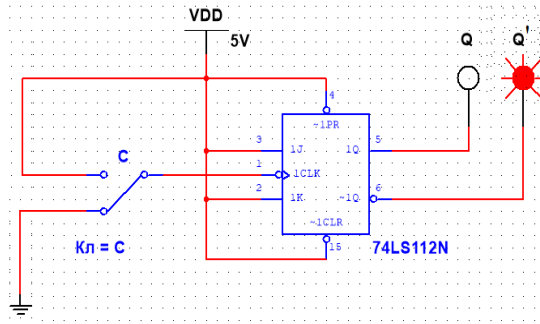 VDD
5V
Q
Q'
4
~1PR
3
1J
1Q
5
C
1
1CLK
2
1K
~1Q
6
~1CLR
15
Кл = C
74LS112N